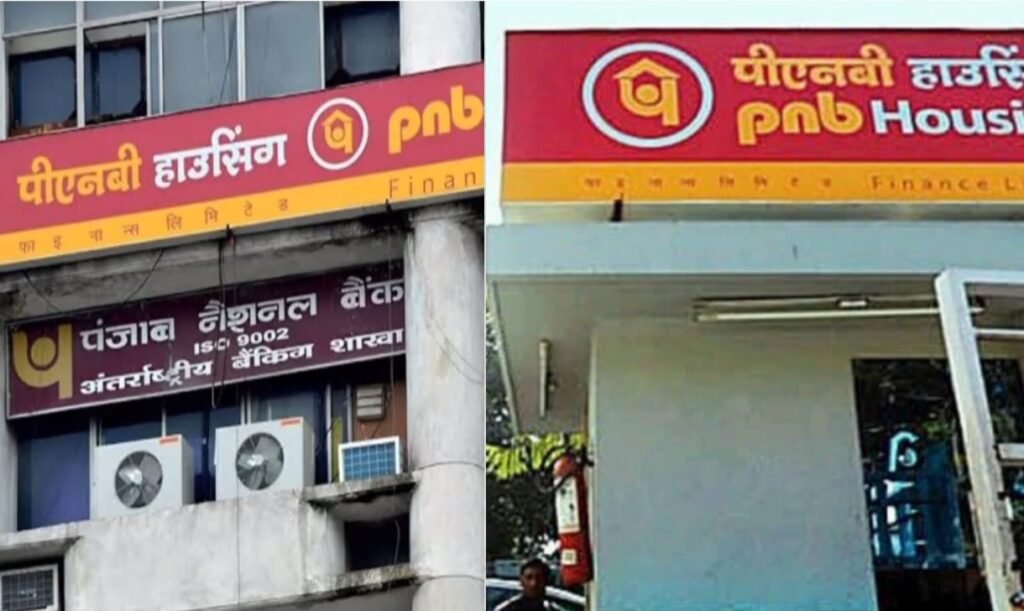 पीएनबी हाउसिंग pnb
फाइनान्स लिमिटेड Finan
पंजाब नैशनल बैंक
ISO 9002
अंतर्राष्ट्रीय बैंकिग शाखा
पीएनबी हाउसिं
pnb Housi
फाइनान्स लिमिटेड Finance L